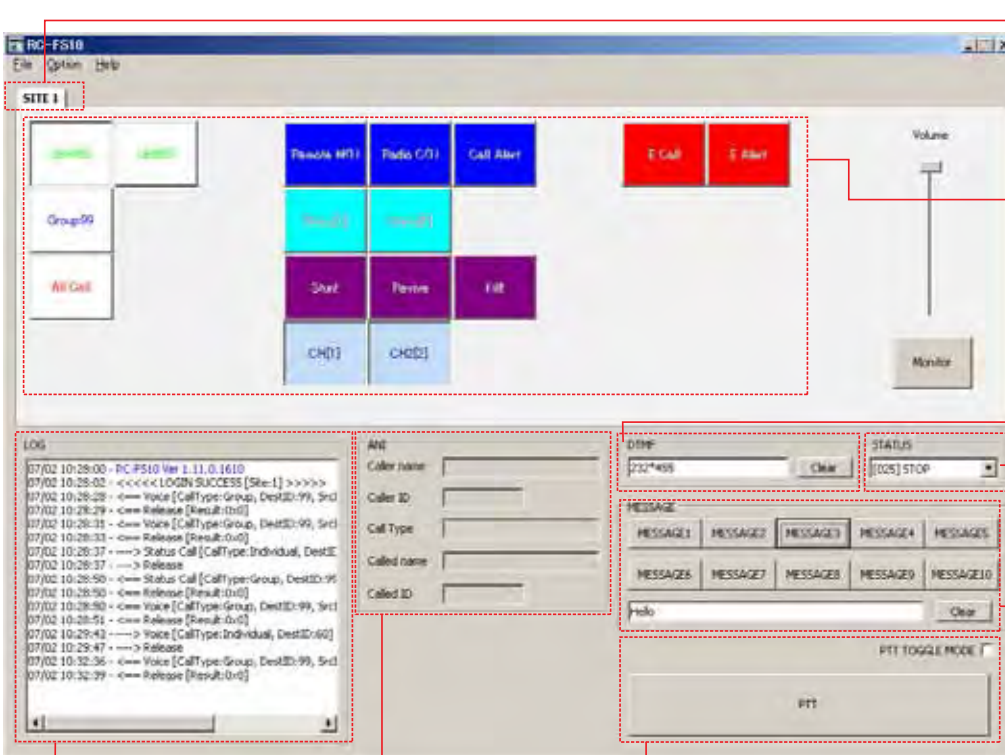 RC-FS10
File Option Help
SITE 1
Remote M[1] Radio C[1] Call Alert
E Call E Alert
Volume
Group99
All Call
Stunt Revive Kill
CH[1] CH2[2]
Monitor
LOG
07/02 10:28:00 - RC-FS10 Ver 1.11.0.1610
07/02 10:28:02 - <<<<< LOGIN SUCCESS [Site:1] >>>>>
07/02 10:28:28 - <=== Voice [CallType:Group, DestID:99, SrcI
07/02 10:28:29 - <=== Release [Result:0x0]
07/02 10:28:31 - <=== Voice [CallType:Group, DestID:99, SrcI
07/02 10:28:33 - <=== Release [Result:0x0]
07/02 10:28:37 - ----> Status Call [CallType:Individual, DestIC
07/02 10:28:37 - ----> Release
07/02 10:28:50 - <=== Status Call [CallType:Group, DestID:99
07/02 10:28:50 - <=== Release [Result:0x0]
07/02 10:28:50 - <=== Voice [CallType:Group, DestID:99, SrcI
07/02 10:28:51 - <=== Release [Result:0x0]
07/02 10:29:43 - ----> Voice [CallType:Individual, DestID:60]
07/02 10:29:47 - ----> Release
07/02 10:32:36 - <=== Voice [CallType:Group, DestID:99, SrcI
07/02 10:32:39 - <=== Release [Result:0x0]
ANI
Caller name
Caller ID
Call Type
Called name
Called ID
DTMF
232*455 Clear
STATUS
[025] STOP
MESSAGE
MESSAGE1 MESSAGE2 MESSAGE3 MESSAGE4 MESSAGE5
MESSAGE6 MESSAGE7 MESSAGE8 MESSAGE9 MESSAGE10
Hello Clear
PTT TOGGLE MODE
PTT